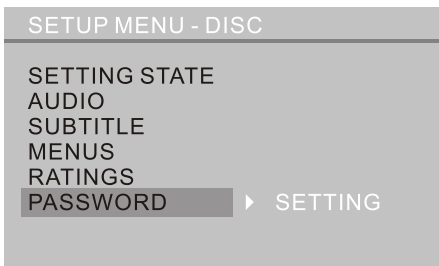 SETUP MENU - DISC
SETTING STATE
AUDIO
SUBTITLE
MENUS
RATINGS
PASSWORD SETTING